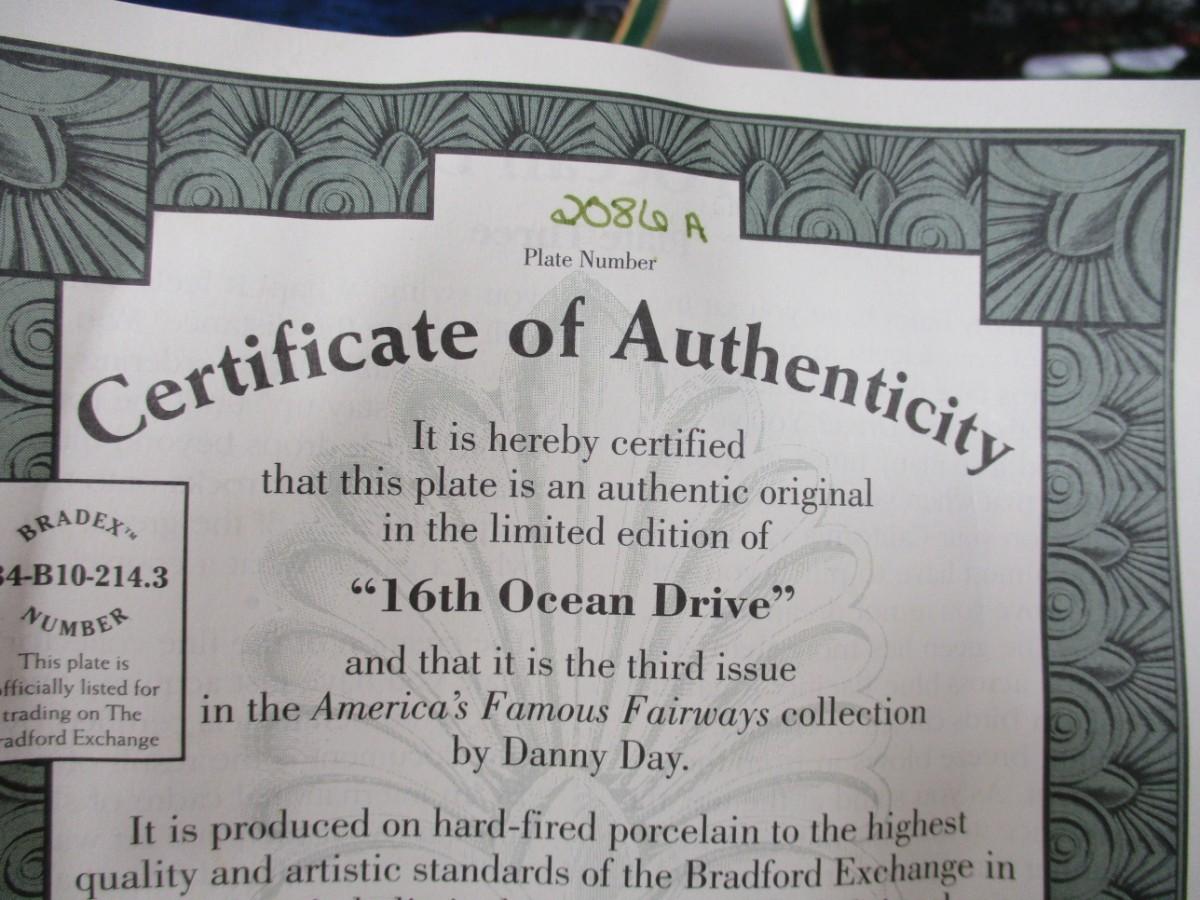 2086 A
Plate Number
Certificate of Authenticity
It is hereby certified
that this plate is an authentic original
in the limited edition of
“16th Ocean Drive”
and that it is the third issue
in the America's Famous Fairways collection
by Danny Day.
It is produced on hard-fired porcelain to the highest
quality and artistic standards of the Bradford Exchange in
BRADEX™
4-B10-214.3
NUMBER
This plate is
fficially listed for
trading on The
radford Exchange